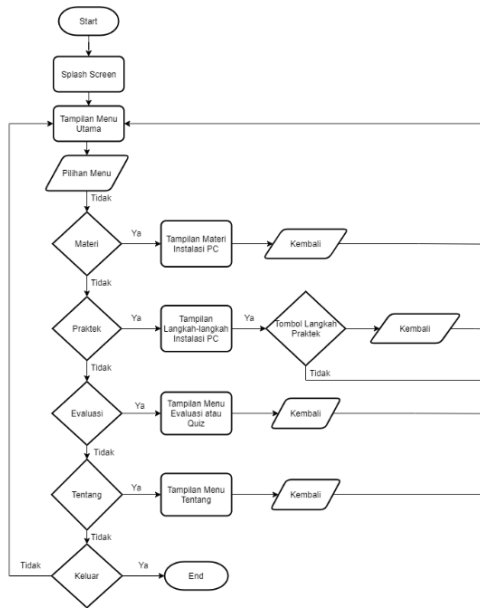 Start
Splash Screen
Tampilan Menu
Utama
Pilihan Menu
Tidak
Materi
Ya
Tampilan Materi
Instalasi PC
Kembali
Tidak
Praktek
Ya
Tampilan
Langkah-langkah
Instalasi PC
Ya
Tombol Langkah
Praktek
Kembali
Tidak
Tidak
Evaluasi
Ya
Tampilan Menu
Evaluasi atau
Quiz
Kembali
Tidak
Tentang
Ya
Tampilan Menu
Tentang
Kembali
Tidak
Tidak
Keluar
Ya
End